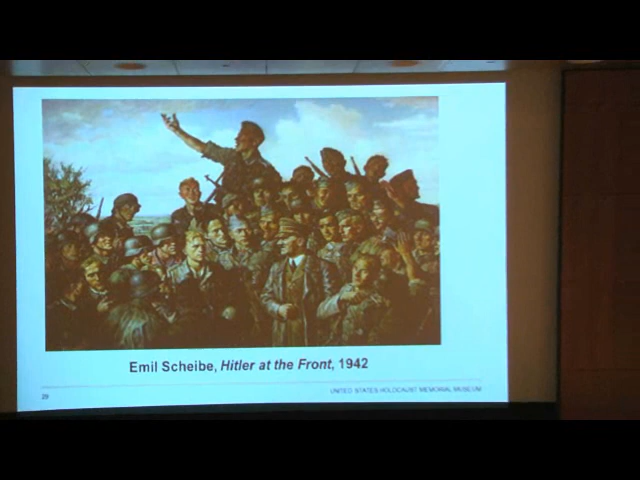 Emil Scheibe, Hitler at the Front, 1942
29
UNITED STATES HOLOCAUST MEMORIAL MUSEUM